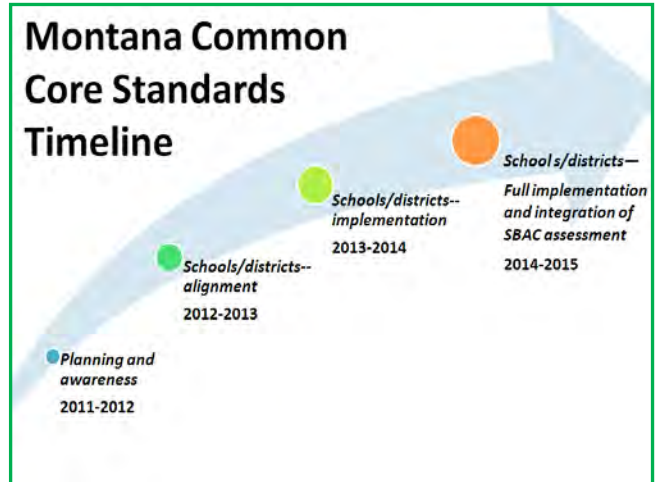 Montana Common
Core Standards
Timeline
Schools/districts—
Full implementation
and integration of
SBAC assessment
2014-2015
Schools/districts--
implementation
2013-2014
Schools/districts--
alignment
2012-2013
Planning and
awareness
2011-2012